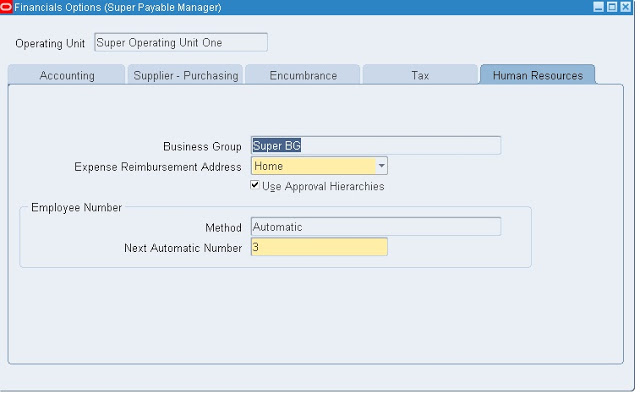 Financials Options (Super Payable Manager)
Operating Unit Super Operating Unit One
Accounting Supplier - Purchasing Encumbrance Tax Human Resources
Business Group Super BG
Expense Reimbursement Address Home
Use Approval Hierarchies
Employee Number
Method Automatic
Next Automatic Number 3